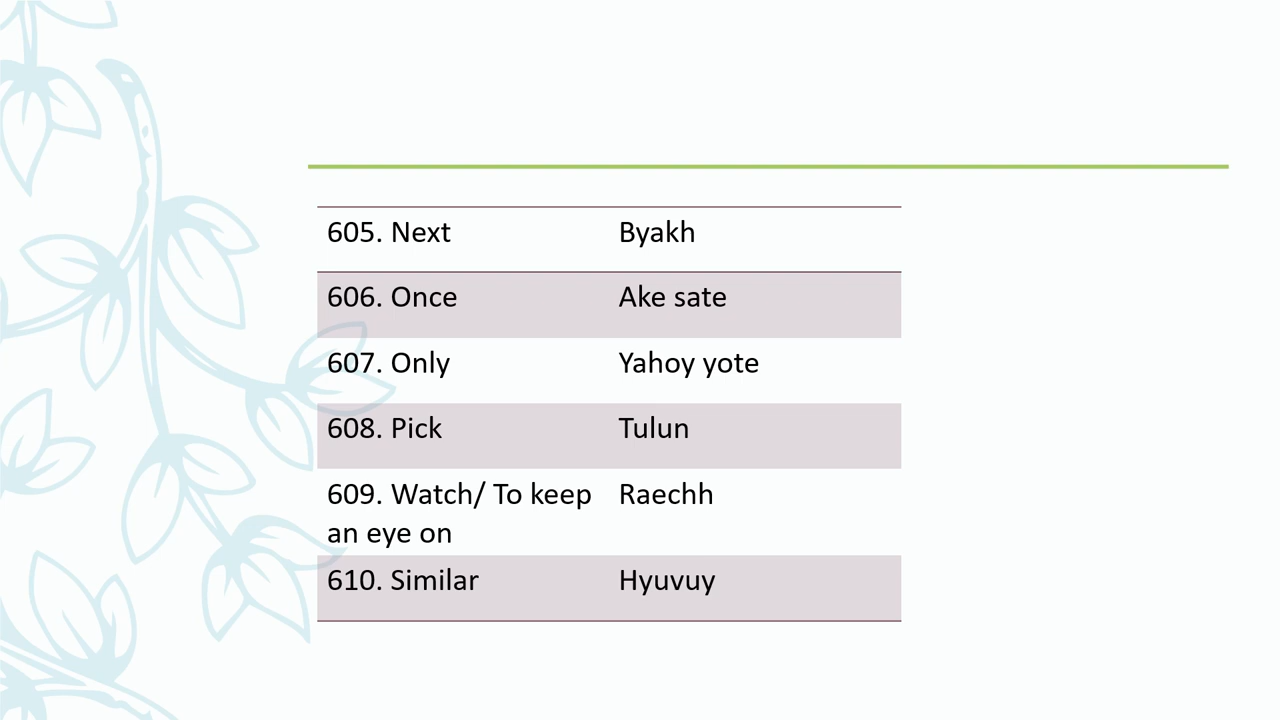 605. Next Byakh
606. Once Ake sate
607. Only Yahoy yote
608. Pick Tulun
609. Watch/ To keep Raechh
an eye on
610. Similar Hyuvuy